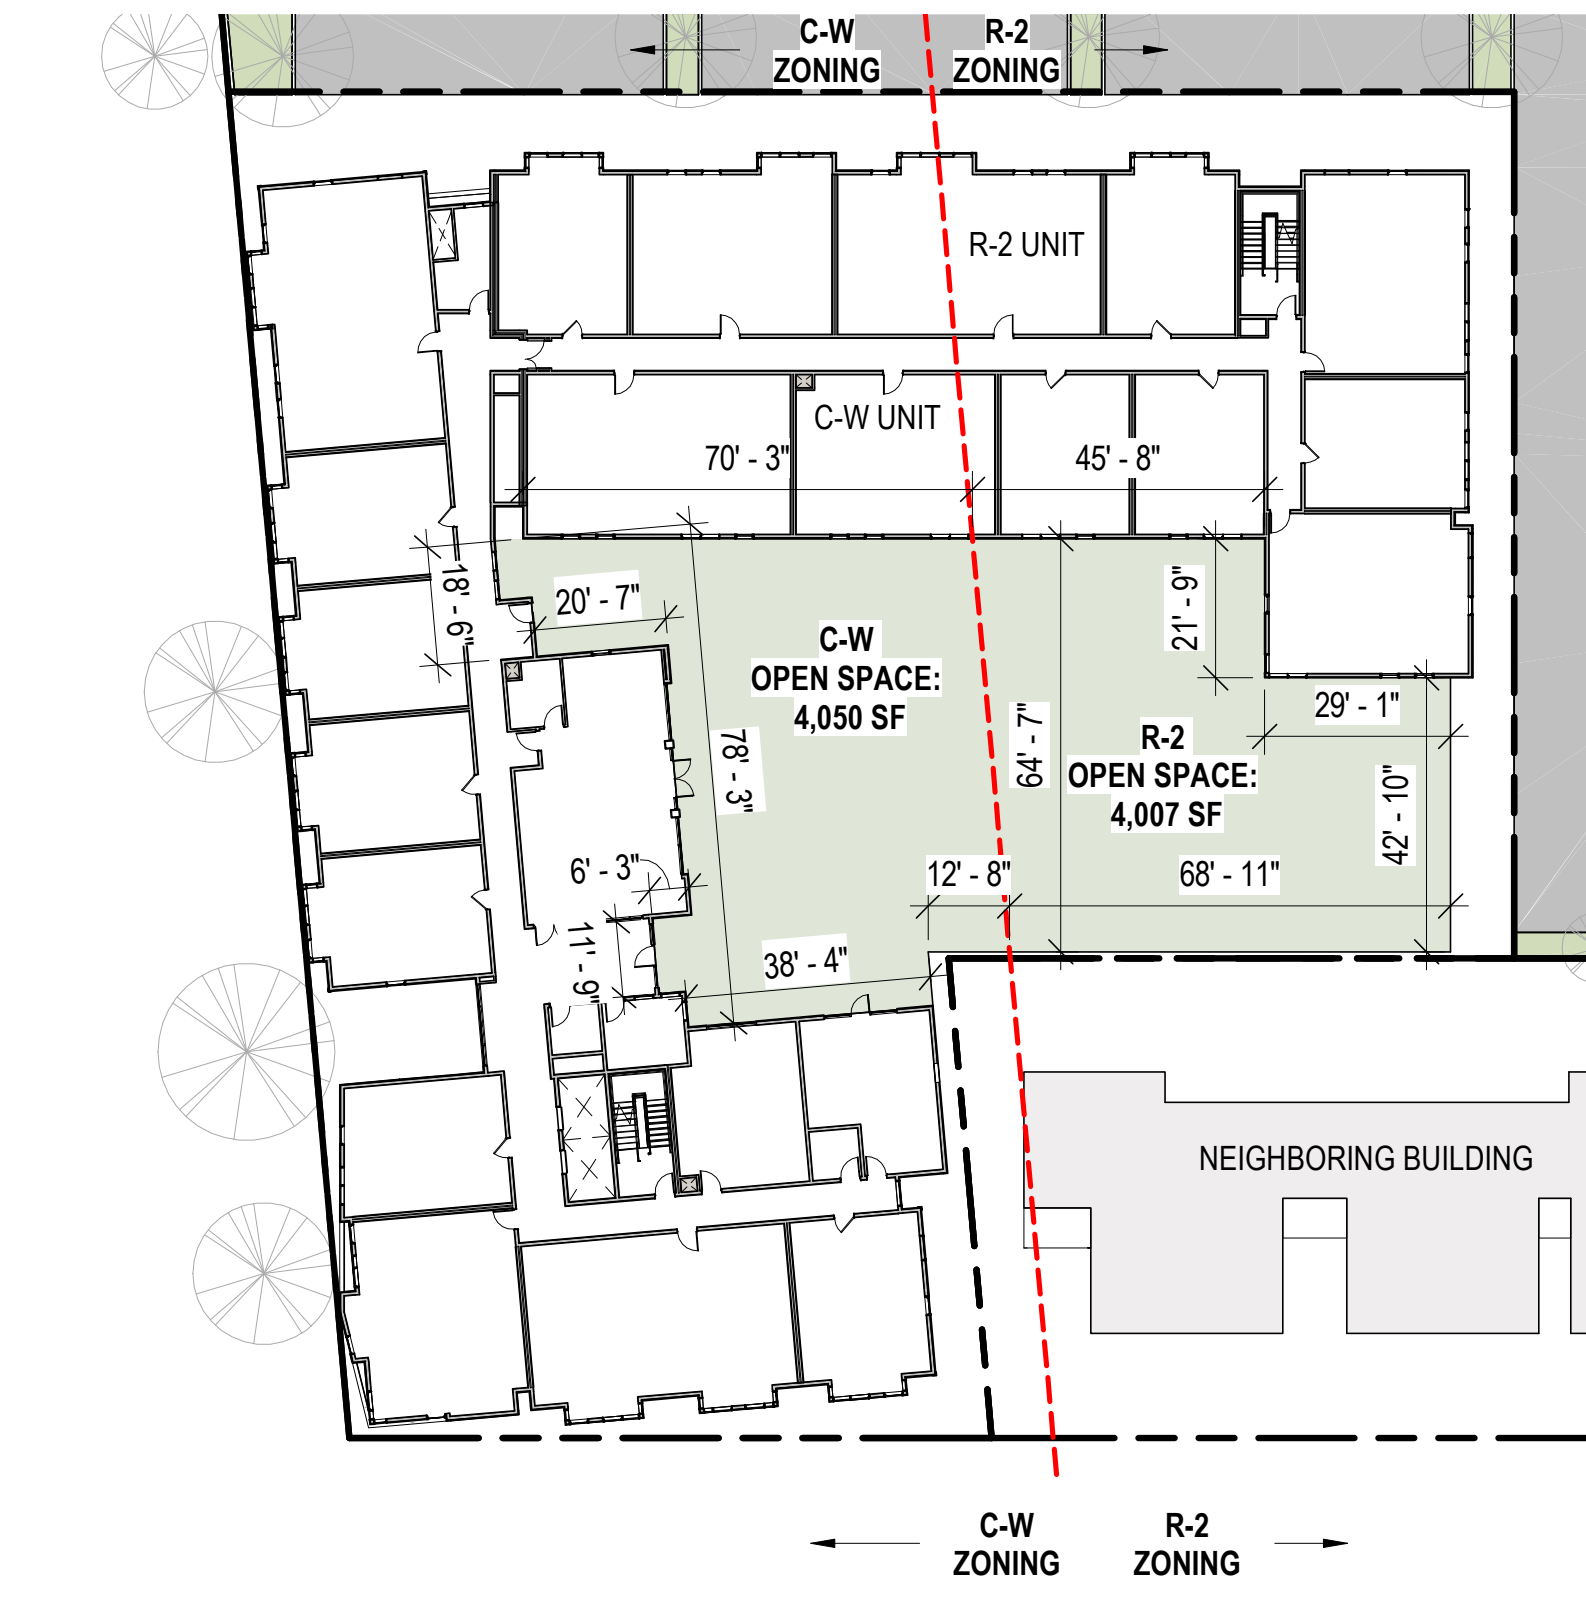 C-W
ZONING
R-2
ZONING
R-2 UNIT
C-W UNIT
70' - 3"
45' - 8"
18' - 6"
20' - 7"
21' - 9"
C-W
OPEN SPACE:
4,050 SF
29' - 1"
78' - 3"
64' - 7"
R-2
OPEN SPACE:
4,007 SF
42' - 10"
6' - 3"
12' - 8"
68' - 11"
11' - 9"
38' - 4"
NEIGHBORING BUILDING
C-W
ZONING
R-2
ZONING